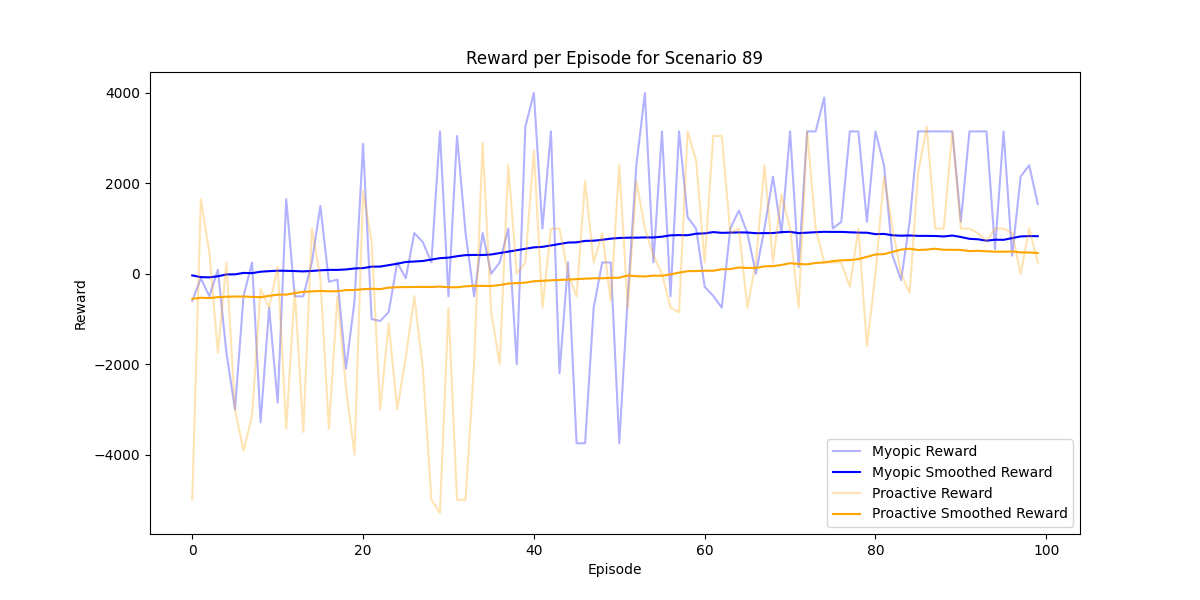 Reward per Episode for Scenario 89
Reward
4000
2000
0
−2000
−4000
0 20 40 60 80 100
Episode
Myopic Reward
Myopic Smoothed Reward
Proactive Reward
Proactive Smoothed Reward